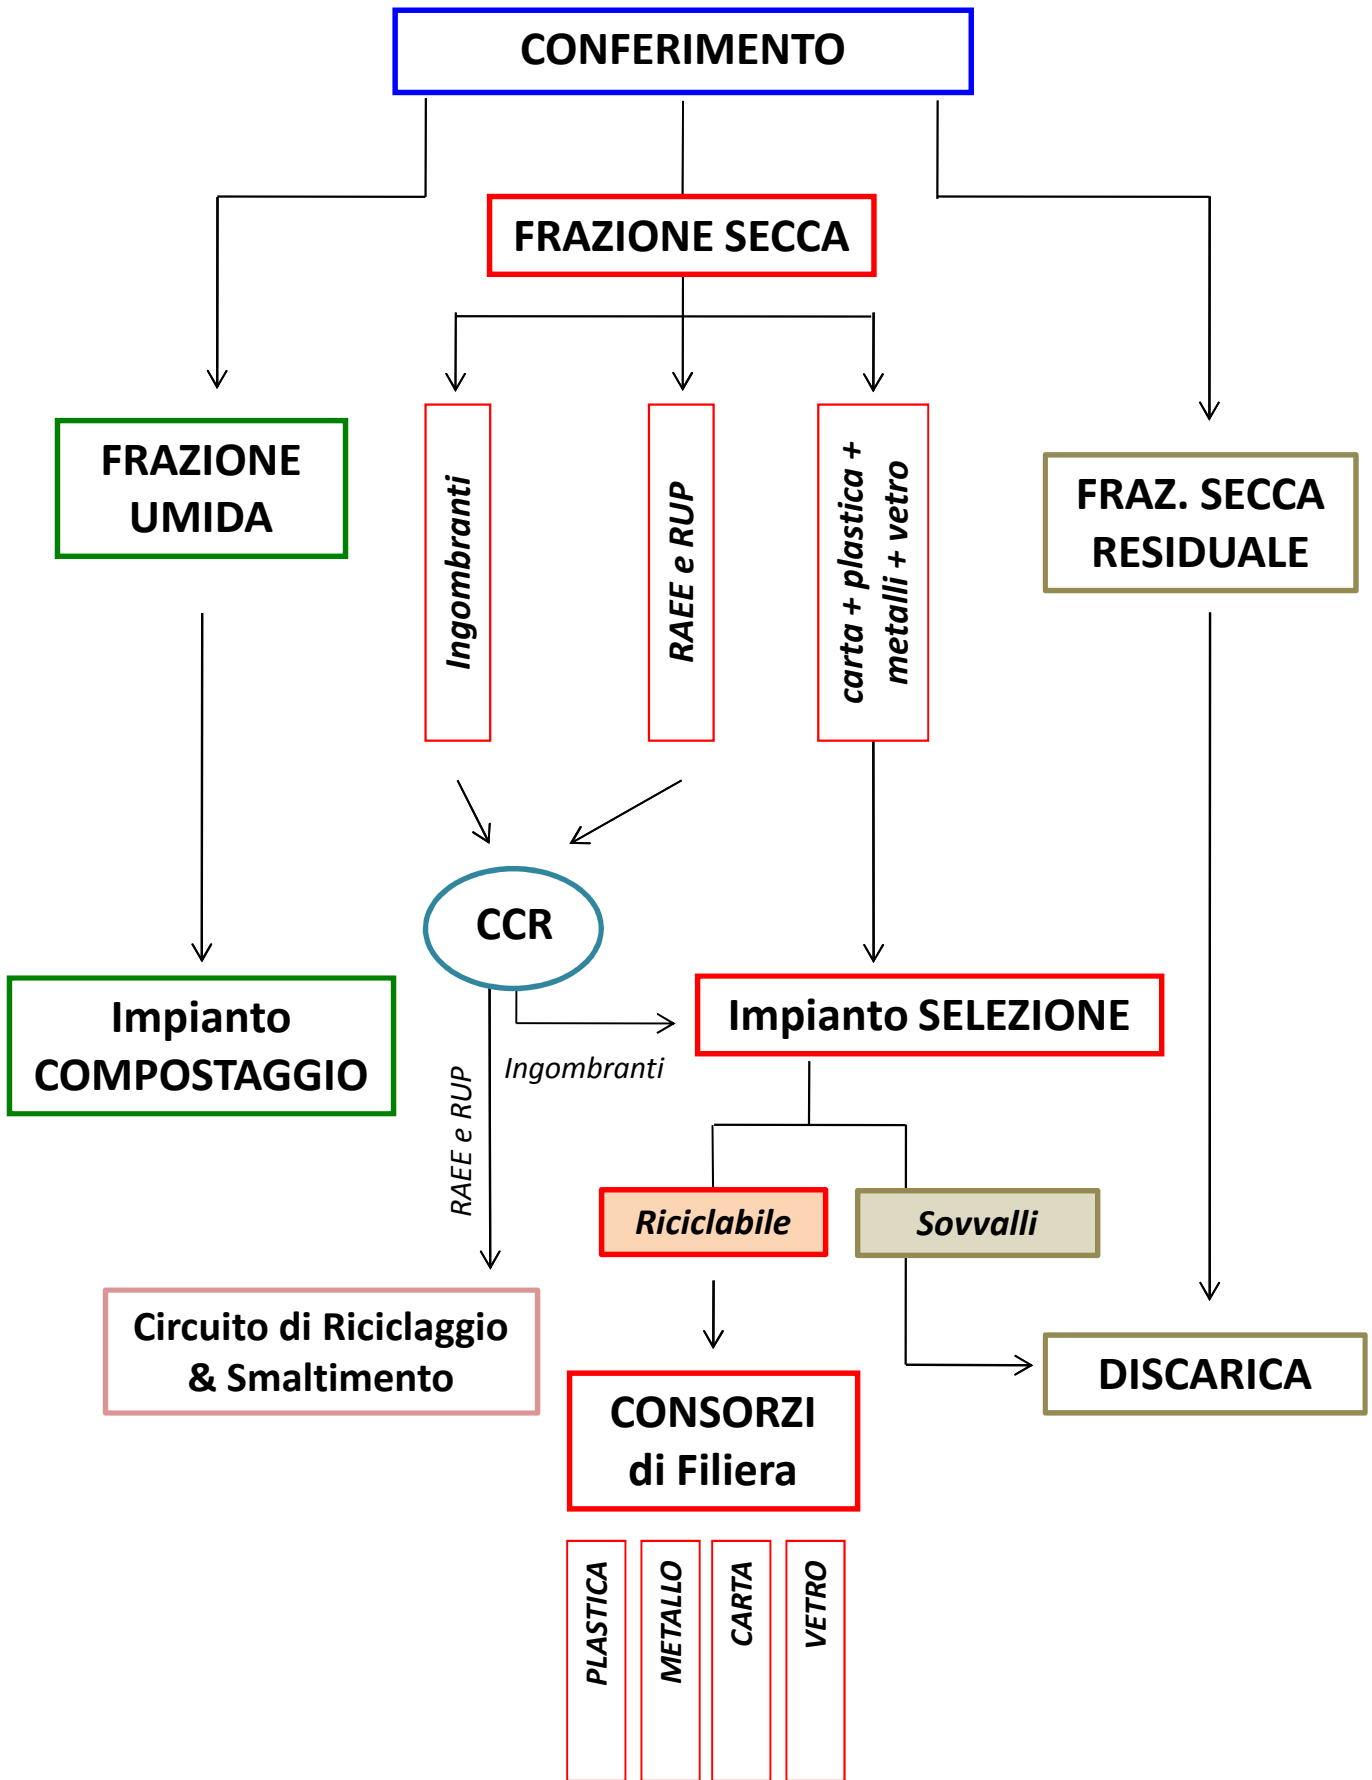 CONFERIMENTO
FRAZIONE SECCA
FRAZIONE
UMIDA
Ingombranti
RAEE e RUP
carta + plastica +
metalli + vetro
FRAZ. SECCA
RESIDUALE
CCR
Impianto
COMPOSTAGGIO
Impianto SELEZIONE
Ingombranti
RAEE e RUP
Riciclabile
Sovvalli
Circuito di Riciclaggio
& Smaltimento
DISCARICA
CONSORZI
di Filiera
PLASTICA
METALLO
CARTA
VETRO